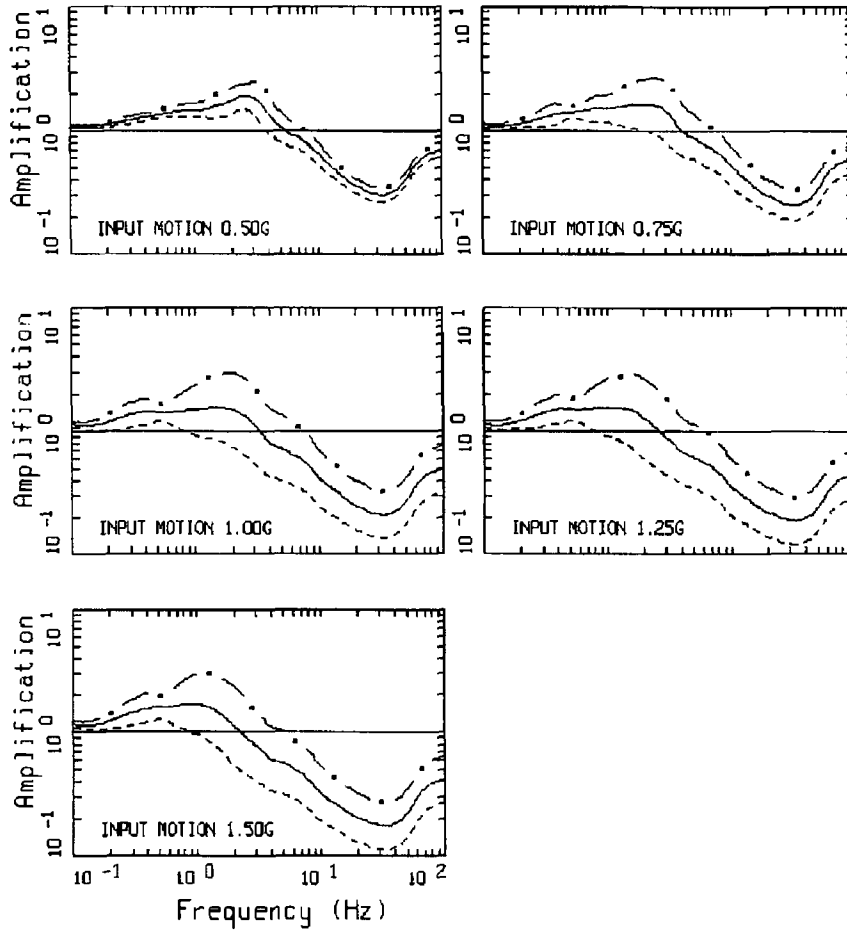 Amplification
10 1
10 0
10 -1
INPUT MOTION 0.50G
10 1
10 0
10 -1
INPUT MOTION 0.75G
Amplification
10 1
10 0
10 -1
INPUT MOTION 1.00G
10 1
10 0
10 -1
INPUT MOTION 1.25G
Amplification
10 1
10 0
10 -1
INPUT MOTION 1.50G
10 -1
10 0
10 1
10 2
Frequency (Hz)